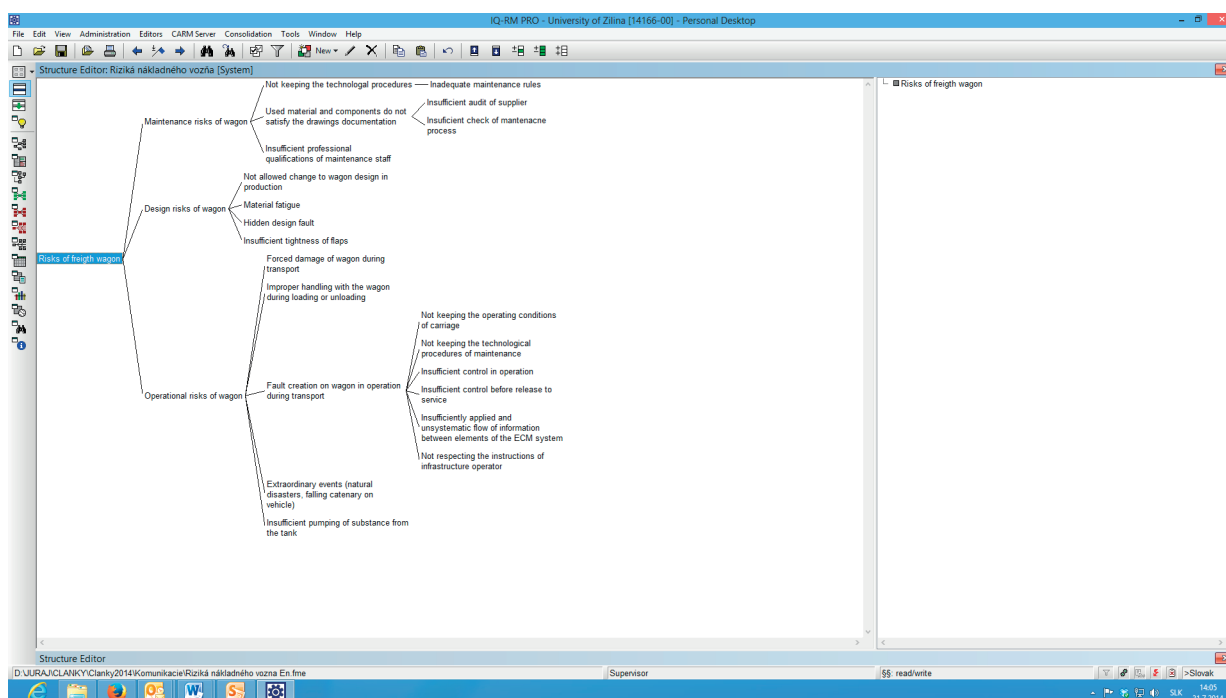 IQ-RM PRO - University of Zilina [14166-00] - Personal Desktop
File Edit View Administration Editors CARM Server Consolidation Tools Window Help
New
Structure Editor: Riziká nákladného vozňa [System]
Risks of freigth wagon
Not keeping the technologal procedures
Inadequate maintenance rules
Maintenance risks of wagon
Used material and components do not
satisfy the drawings documentation
Insufficient audit of supplier
Insuficient check of mantenacne
process
Insufficient professional
qualifications of maintenance staff
Not allowed change to wagon design in
production
Design risks of wagon
Material fatigue
Hidden design fault
Insufficient tightness of flaps
Risks of freigth wagon
Forced damage of wagon during
transport
Improper handling with the wagon
during loading or unloading
Operational risks of wagon
Fault creation on wagon in operation
during transport
Not keeping the operating conditions
of carriage
Not keeping the technological
procedures of maintenance
Insufficient control in operation
Insufficient control before release to
service
Insufficiently applied and
unsystematic flow of information
between elements of the ECM system
Not respecting the instructions of
infrastructure operator
Extraordinary events (natural
disasters, falling catenary on
vehicle)
Insufficient pumping of substance from
the tank
Structure Editor
D:\JURAJ\CLANKY\Clanky2014\Komunikacie\Riziká nákladného vozna En.fme
Supervisor
§§: read/write
>Slovak
SLK
14:05